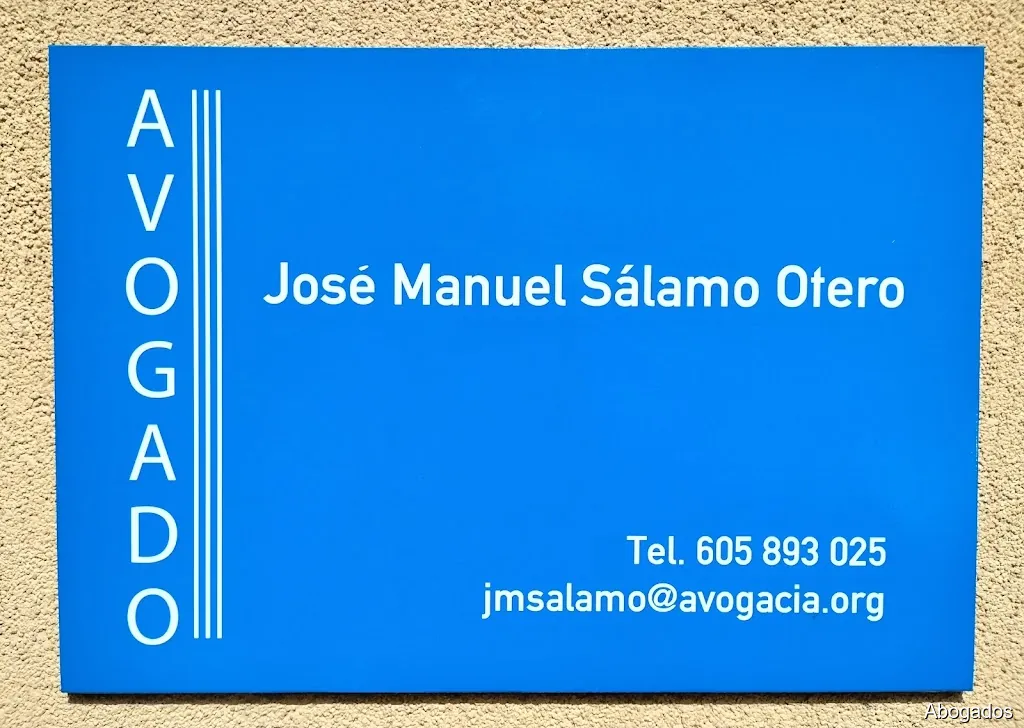 AVOGADO
José Manuel Sálamo Otero
Tel. 605 893 025
jmsalamo@avogacia.org
Abogados